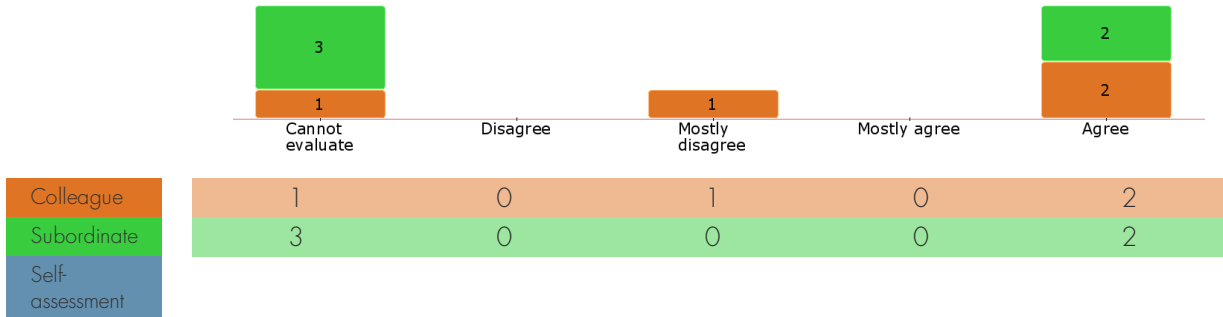 3
2
1
1
2
Cannot
evaluate
Disagree
Mostly
disagree
Mostly agree
Agree
Colleague 1 0 1 0 2
Subordinate 3 0 0 0 2
Self-
assessment